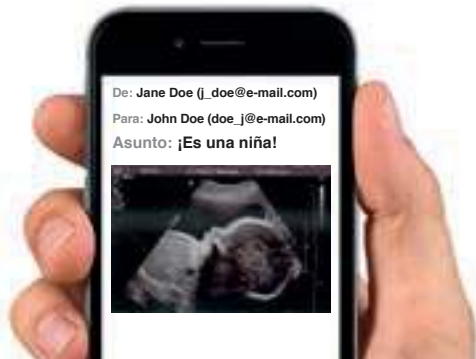 De: Jane Doe (j_doe@e-mail.com)
Para: John Doe (doe_j@e-mail.com)
Asunto: ¡Es una niña!